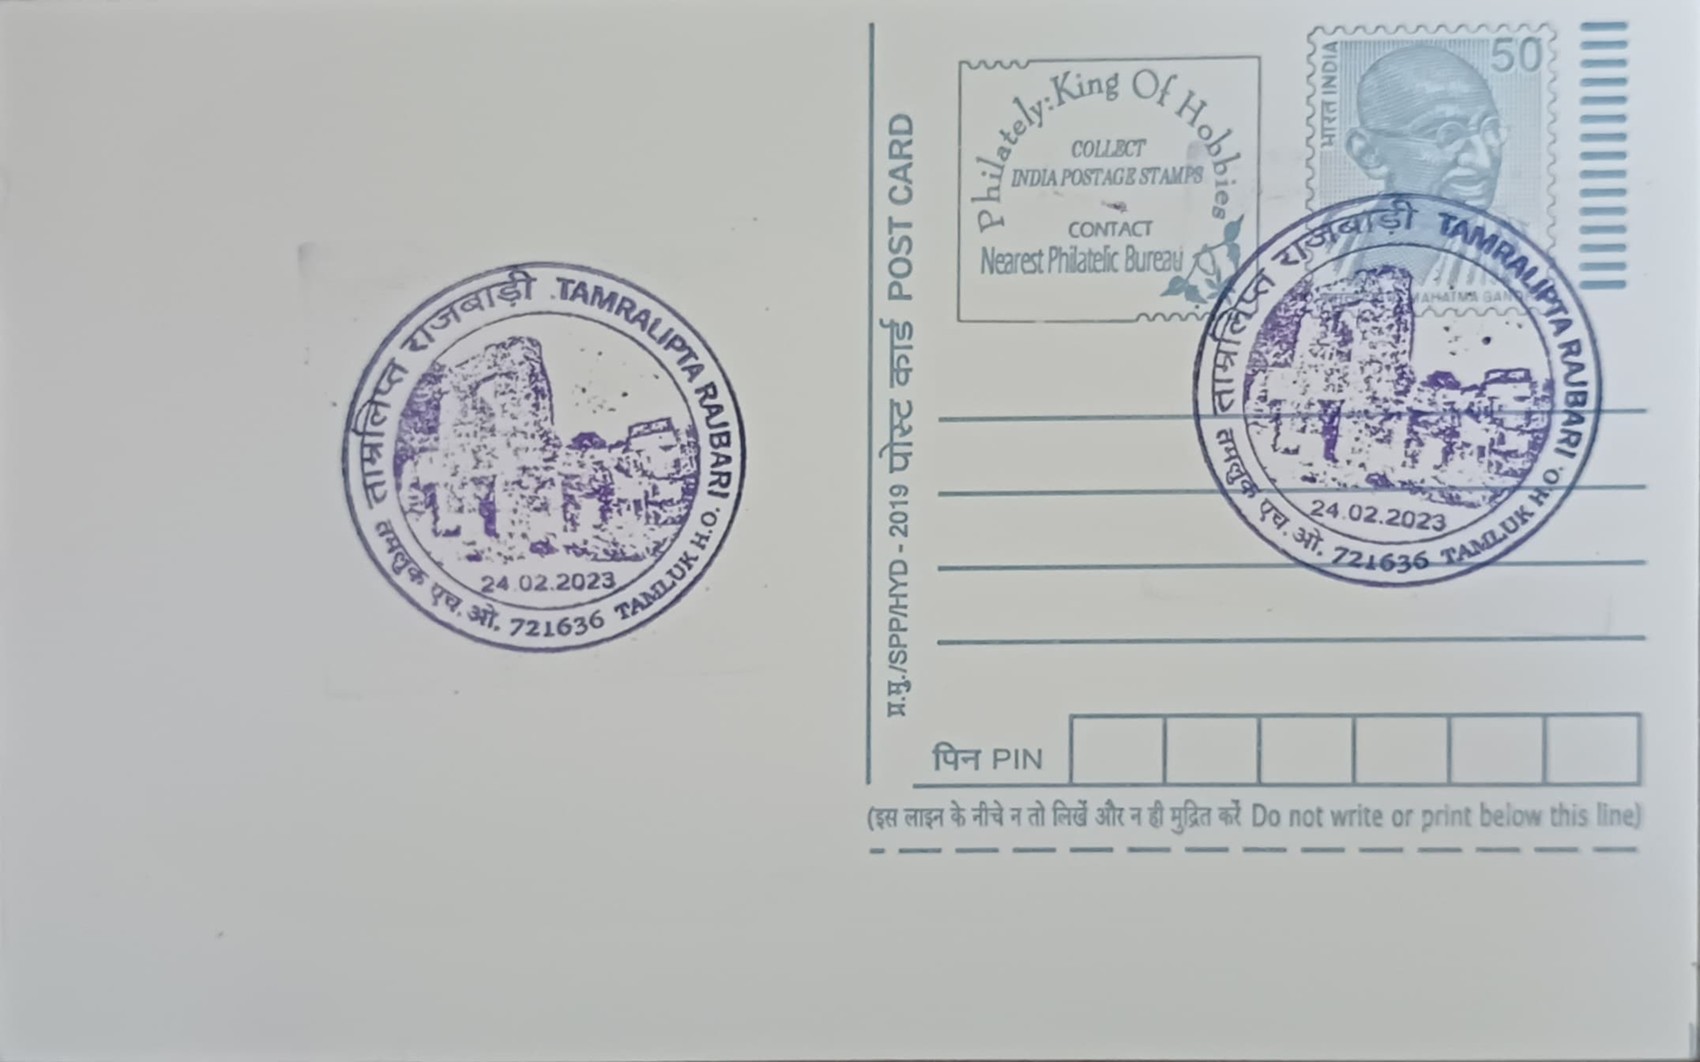 ताम्रलिप्त राजबाड़ी TAMRALIPTA RAJBARI
24.02.2023
तमलुक एच. ओ. 721636 TAMLUK H.O.
प्र.मु./SPP/HYD - 2019 पोस्ट कार्ड POST CARD
Philately:King Of Hobbies
COLLECT
INDIA POSTAGE STAMPS
CONTACT
Nearest Philatelic Bureau
भारत INDIA
50
MAHATMA GANDHI
ताम्रलिप्त राजबाड़ी TAMRALIPTA RAJBARI
24.02.2023
तमलुक एच. ओ. 721636 TAMLUK H.O.
पिन PIN
(इस लाइन के नीचे न तो लिखें और न ही मुद्रित करें Do not write or print below this line)